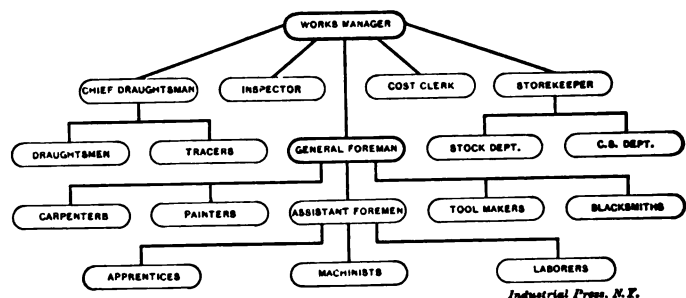 WORKS MANAGER
CHIEF DRAUGHTSMAN
INSPECTOR
COST CLERK
STOREKEEPER
DRAUGHTSMEN
TRACERS
GENERAL FOREMAN
STOCK DEPT.
C.S. DEPT.
CARPENTERS
PAINTERS
ASSISTANT FOREMEN
TOOL MAKERS
BLACKSMITHS
APPRENTICES
MACHINISTS
LABORERS
Industrial Press, N.Y.